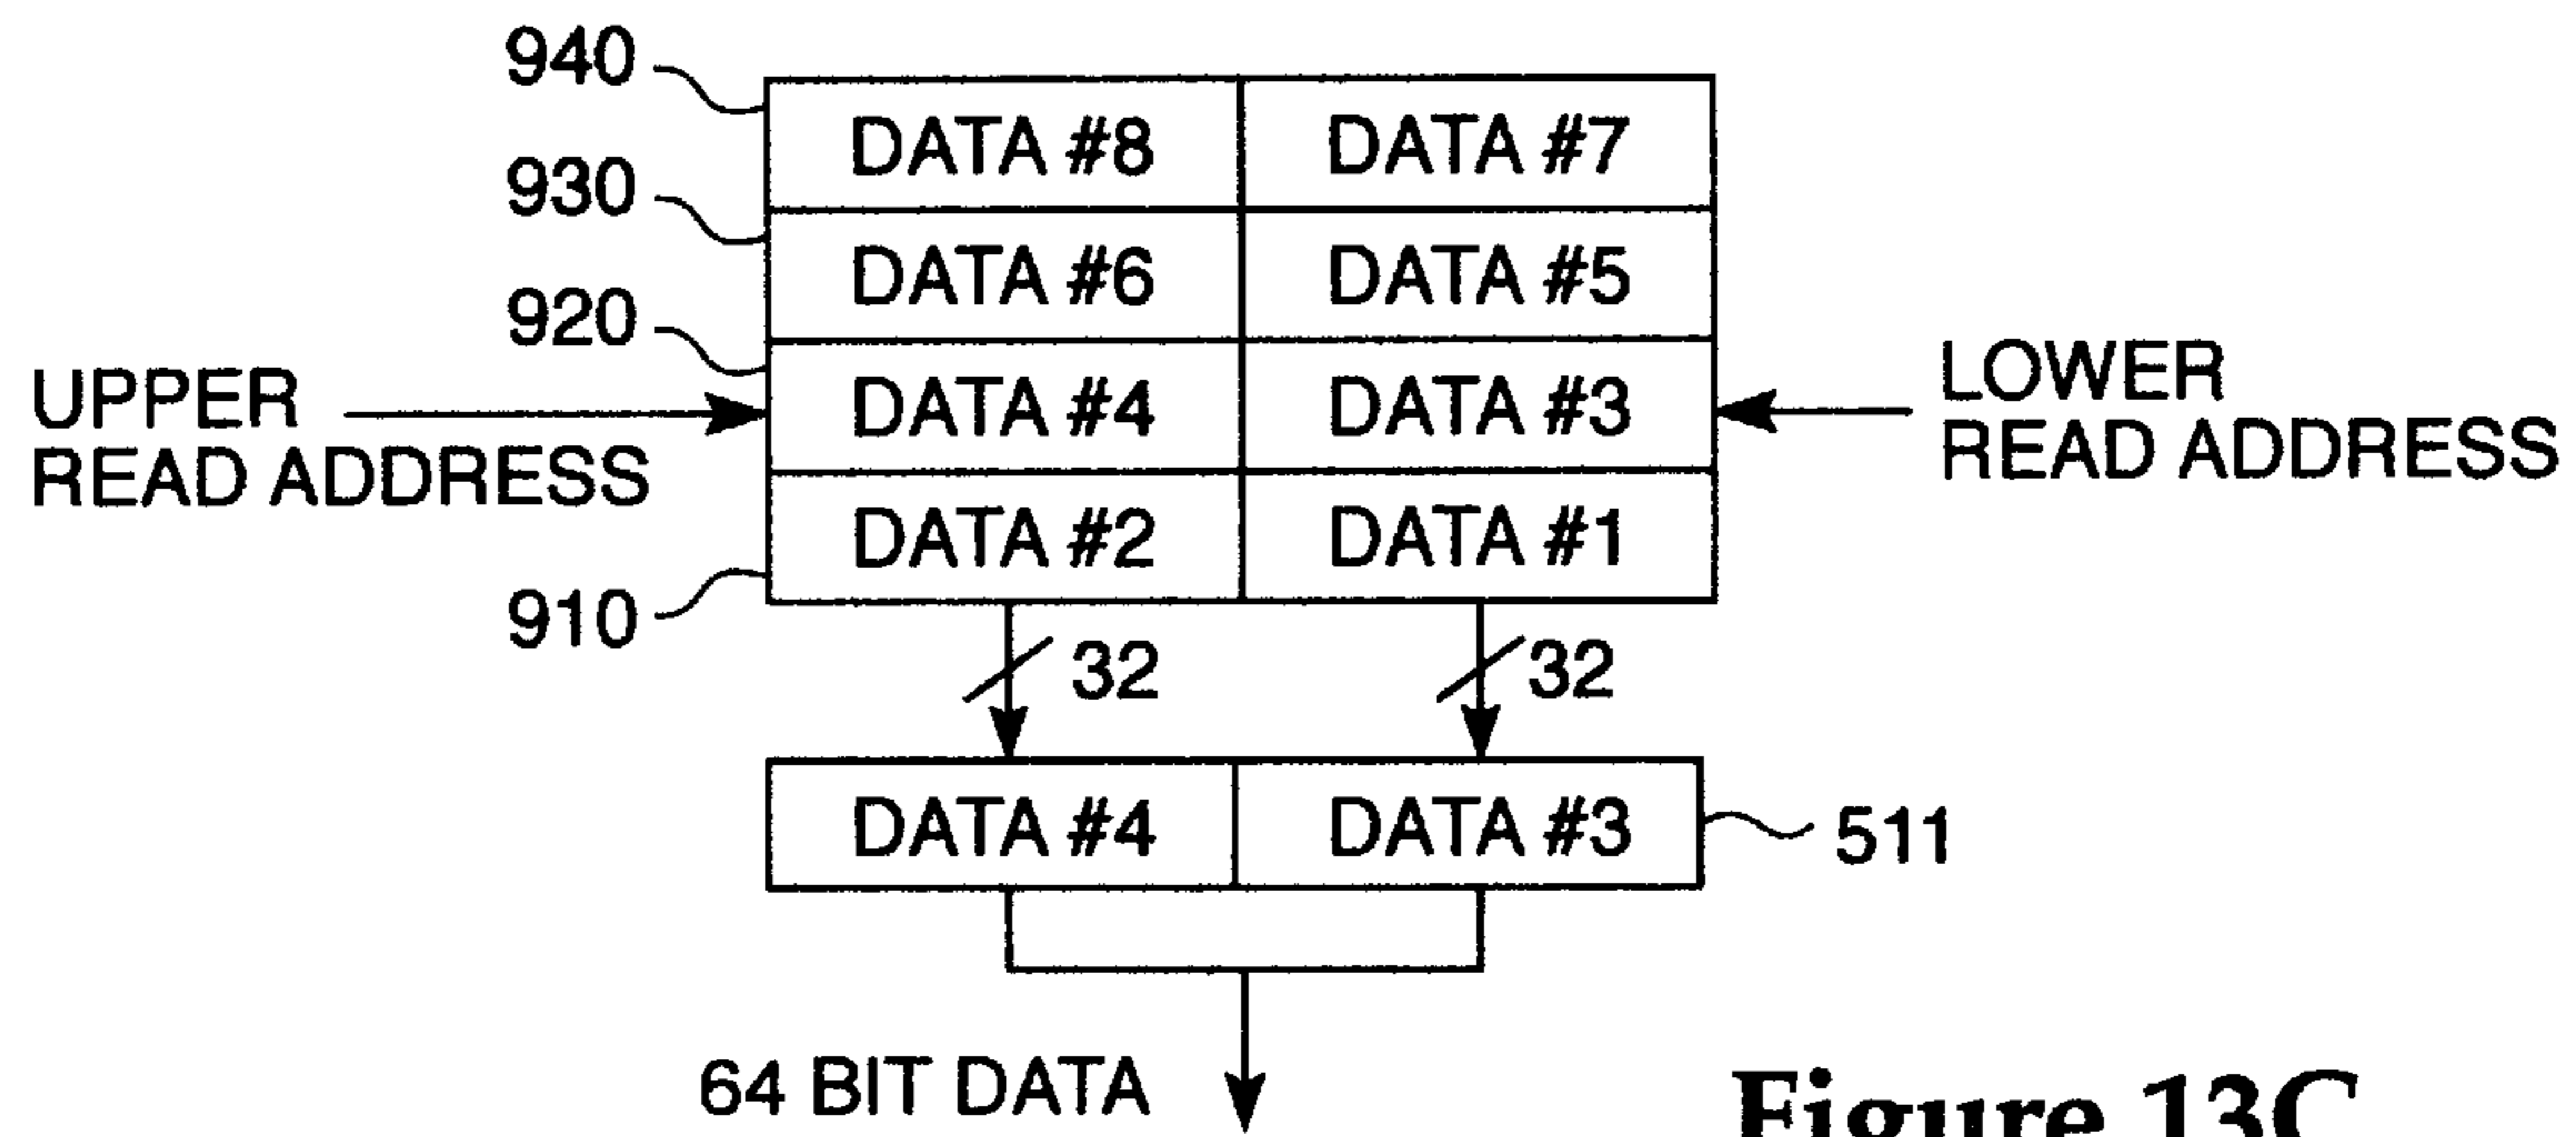 940
DATA #8 DATA #7
930
DATA #6 DATA #5
920
UPPER
READ ADDRESS
DATA #4 DATA #3
LOWER
READ ADDRESS
DATA #2 DATA #1
910
32 32
DATA #4 DATA #3
511
64 BIT DATA
Figure 13C